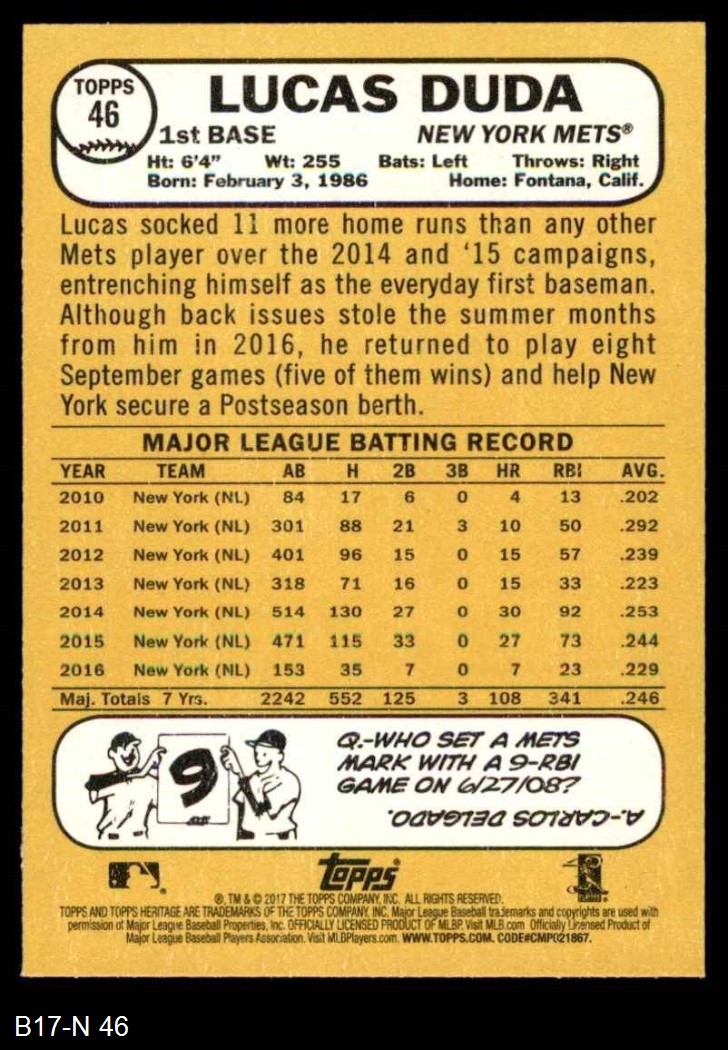 TOPPS
46
LUCAS DUDA
1st BASE NEW YORK METS®
Ht: 6'4" Wt: 255 Bats: Left Throws: Right
Born: February 3, 1986 Home: Fontana, Calif.
Lucas socked 11 more home runs than any other
Mets player over the 2014 and '15 campaigns,
entrenching himself as the everyday first baseman.
Although back issues stole the summer months
from him in 2016, he returned to play eight
September games (five of them wins) and help New
York secure a Postseason berth.
MAJOR LEAGUE BATTING RECORD
YEAR TEAM AB H 2B 3B HR RBI AVG.
2010 New York (NL) 84 17 6 0 4 13 .202
2011 New York (NL) 301 88 21 3 10 50 .292
2012 New York (NL) 401 96 15 0 15 57 .239
2013 New York (NL) 318 71 16 0 15 33 .223
2014 New York (NL) 514 130 27 0 30 92 .253
2015 New York (NL) 471 115 33 0 27 73 .244
2016 New York (NL) 153 35 7 0 7 23 .229
Maj. Totals 7 Yrs. 2242 552 125 3 108 341 .246
9
Q.-WHO SET A METS
MARK WITH A 9-RBI
GAME ON 6/27/08?
A.-CARLOS DELGADO.
topps
®, TM & © 2017 THE TOPPS COMPANY, INC. ALL RIGHTS RESERVED.
TOPPS AND TOPPS HERITAGE ARE TRADEMARKS OF THE TOPPS COMPANY, INC. Major League Baseball trademarks and copyrights are used with
permission of Major League Baseball Properties, Inc. OFFICIALLY LICENSED PRODUCT OF MLBP. Visit MLB.com Officially Licensed Product of
Major League Baseball Players Association. Visit MLBPlayers.com. WWW.TOPPS.COM. CODE#CMP021867.
B17-N 46